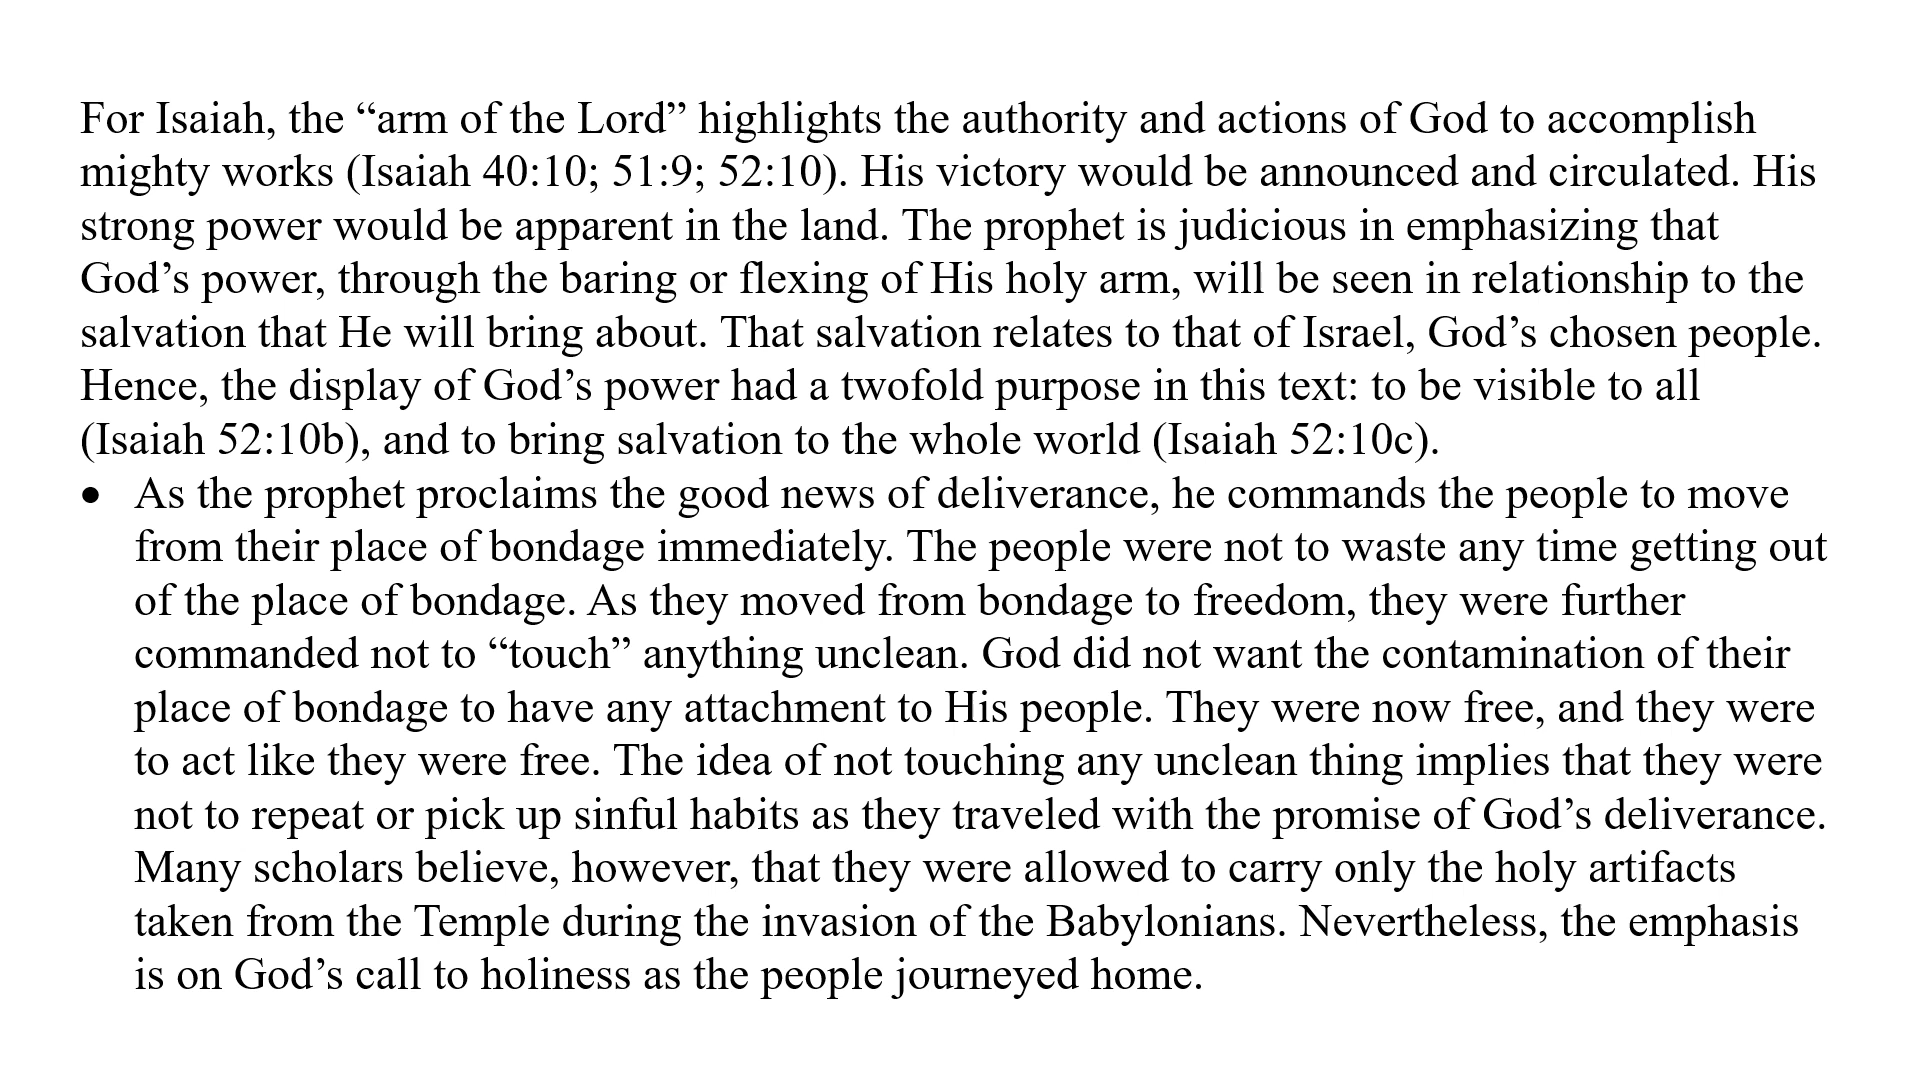 For Isaiah, the “arm of the Lord” highlights the authority and actions of God to accomplish
mighty works (Isaiah 40:10; 51:9; 52:10). His victory would be announced and circulated. His
strong power would be apparent in the land. The prophet is judicious in emphasizing that
God’s power, through the baring or flexing of His holy arm, will be seen in relationship to the
salvation that He will bring about. That salvation relates to that of Israel, God’s chosen people.
Hence, the display of God’s power had a twofold purpose in this text: to be visible to all
(Isaiah 52:10b), and to bring salvation to the whole world (Isaiah 52:10c).
• As the prophet proclaims the good news of deliverance, he commands the people to move
from their place of bondage immediately. The people were not to waste any time getting out
of the place of bondage. As they moved from bondage to freedom, they were further
commanded not to “touch” anything unclean. God did not want the contamination of their
place of bondage to have any attachment to His people. They were now free, and they were
to act like they were free. The idea of not touching any unclean thing implies that they were
not to repeat or pick up sinful habits as they traveled with the promise of God’s deliverance.
Many scholars believe, however, that they were allowed to carry only the holy artifacts
taken from the Temple during the invasion of the Babylonians. Nevertheless, the emphasis
is on God’s call to holiness as the people journeyed home.